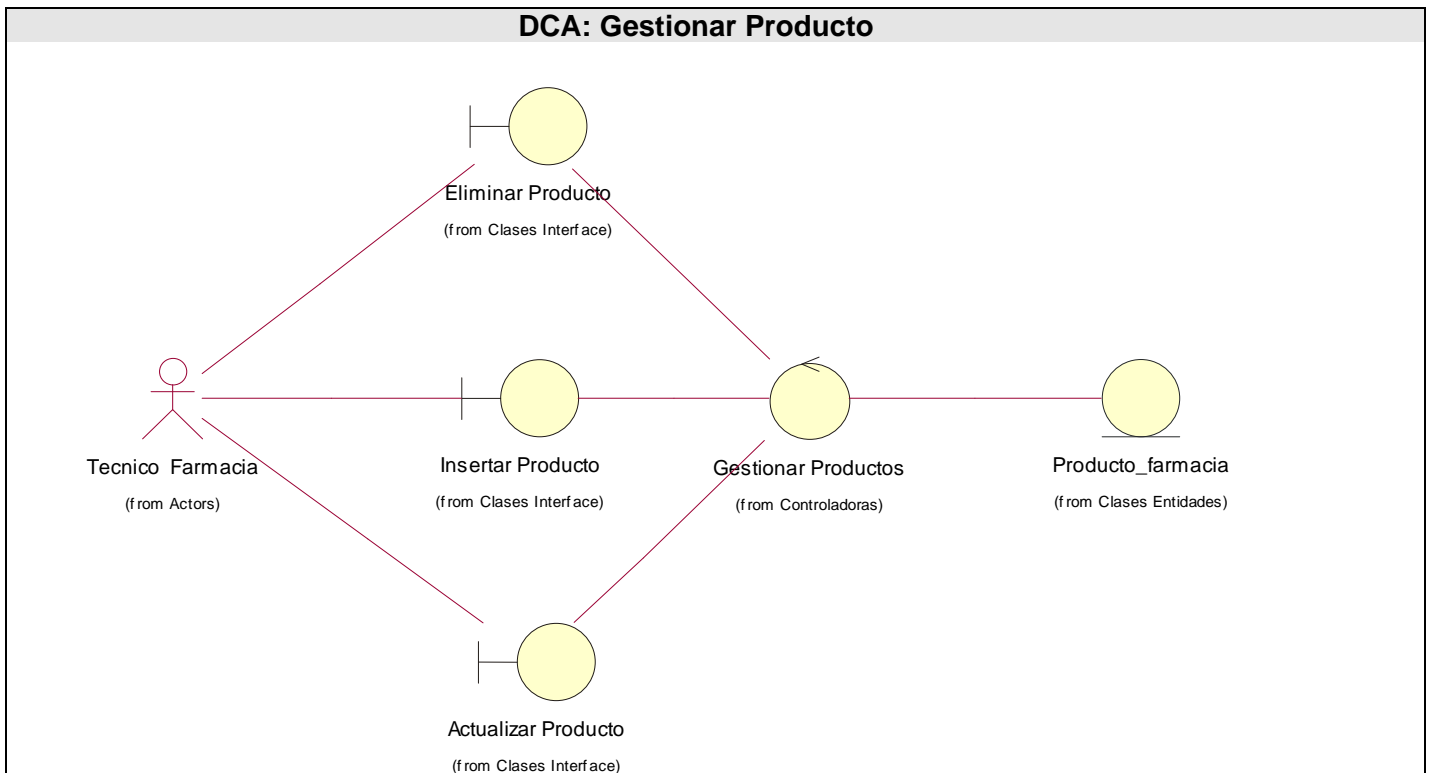 DCA: Gestionar Producto
Eliminar Producto
(from Clases Interface)
Tecnico Farmacia
(from Actors)
Insertar Producto
(from Clases Interface)
Gestionar Productos
(from Controladoras)
Producto_farmacia
(from Clases Entidades)
Actualizar Producto
(from Clases Interface)